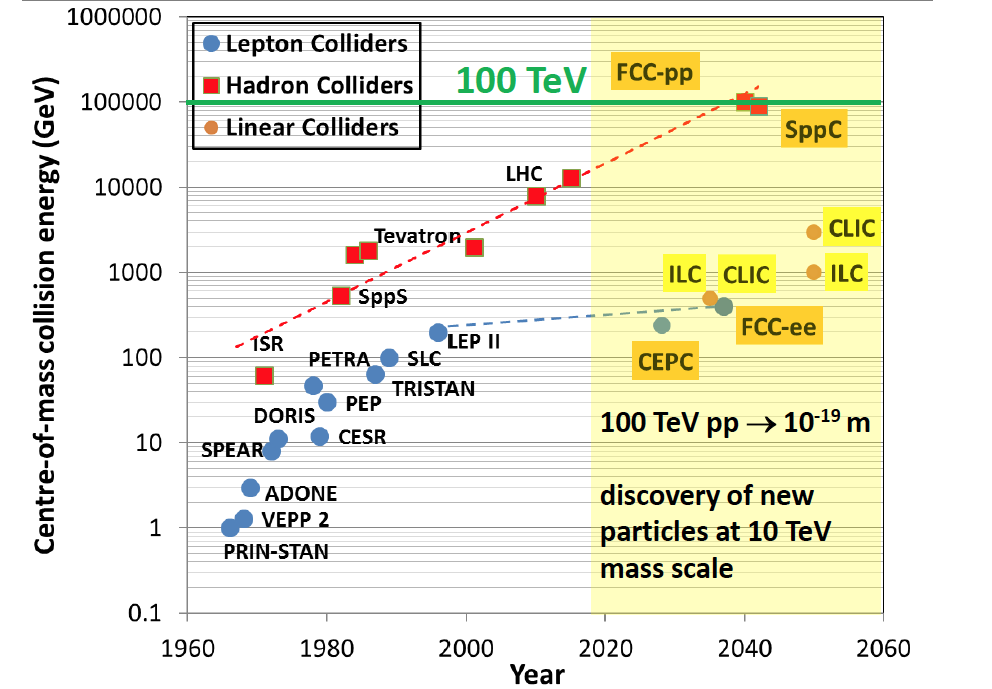 1000000
100000
10000
1000
100
10
1
0.1
Centre-of-mass collision energy (GeV)
Lepton Colliders
Hadron Colliders
Linear Colliders
100 TeV
FCC-pp
SppC
LHC
Tevatron
SppS
CLIC
ILC
CLIC
ILC
FCC-ee
CEPC
ISR
LEP II
PETRA
SLC
TRISTAN
PEP
DORIS
CESR
SPEAR
ADONE
VEPP 2
PRIN-STAN
100 TeV pp → 10⁻¹⁹ m
discovery of new
particles at 10 TeV
mass scale
1960
1980
2000
2020
2040
2060
Year